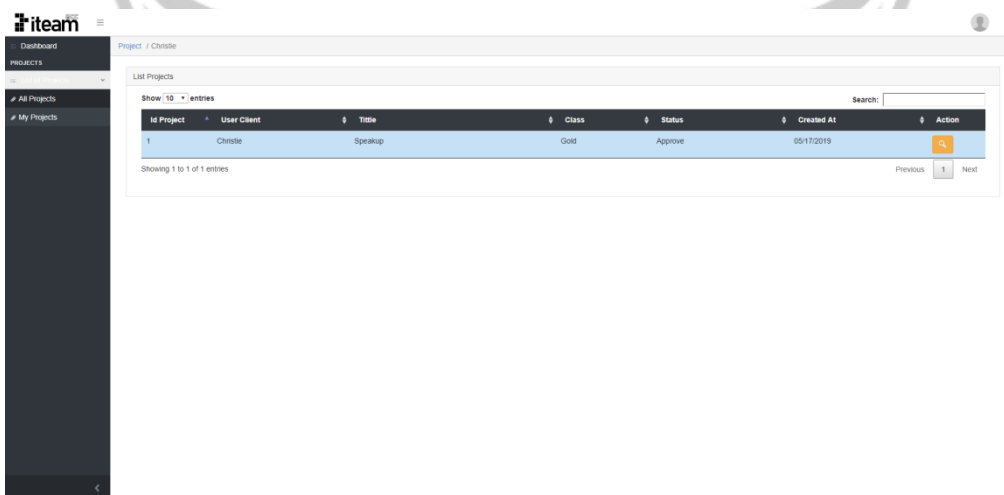 iteam
Dashboard
Project / Christie
PROJECTS
List Projects
All Projects
My Projects
Show 10 entries
Search:
Id Project User Client Tittle Class Status Created At Action
1 Christie Speakup Gold Approve 05/17/2019
Showing 1 to 1 of 1 entries
Previous 1 Next